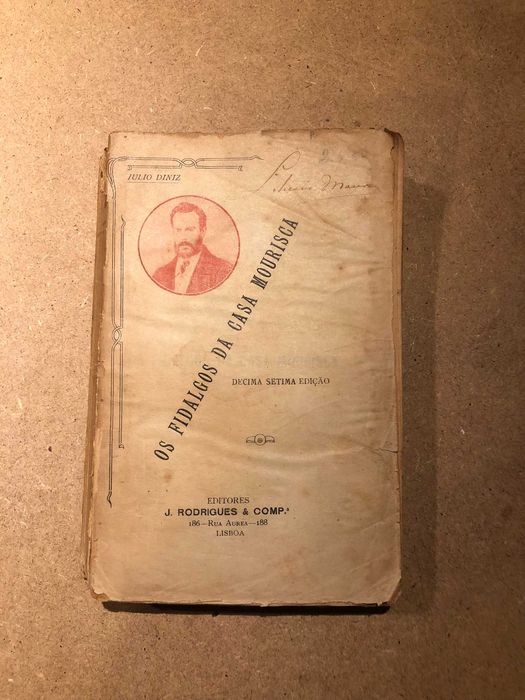 JULIO DINIZ
OS FIDALGOS DA CASA MOURISCA
DECIMA SETIMA EDIÇÃO
EDITORES
J. RODRIGUES & COMP.ª
186—RUA AUREA—188
LISBOA